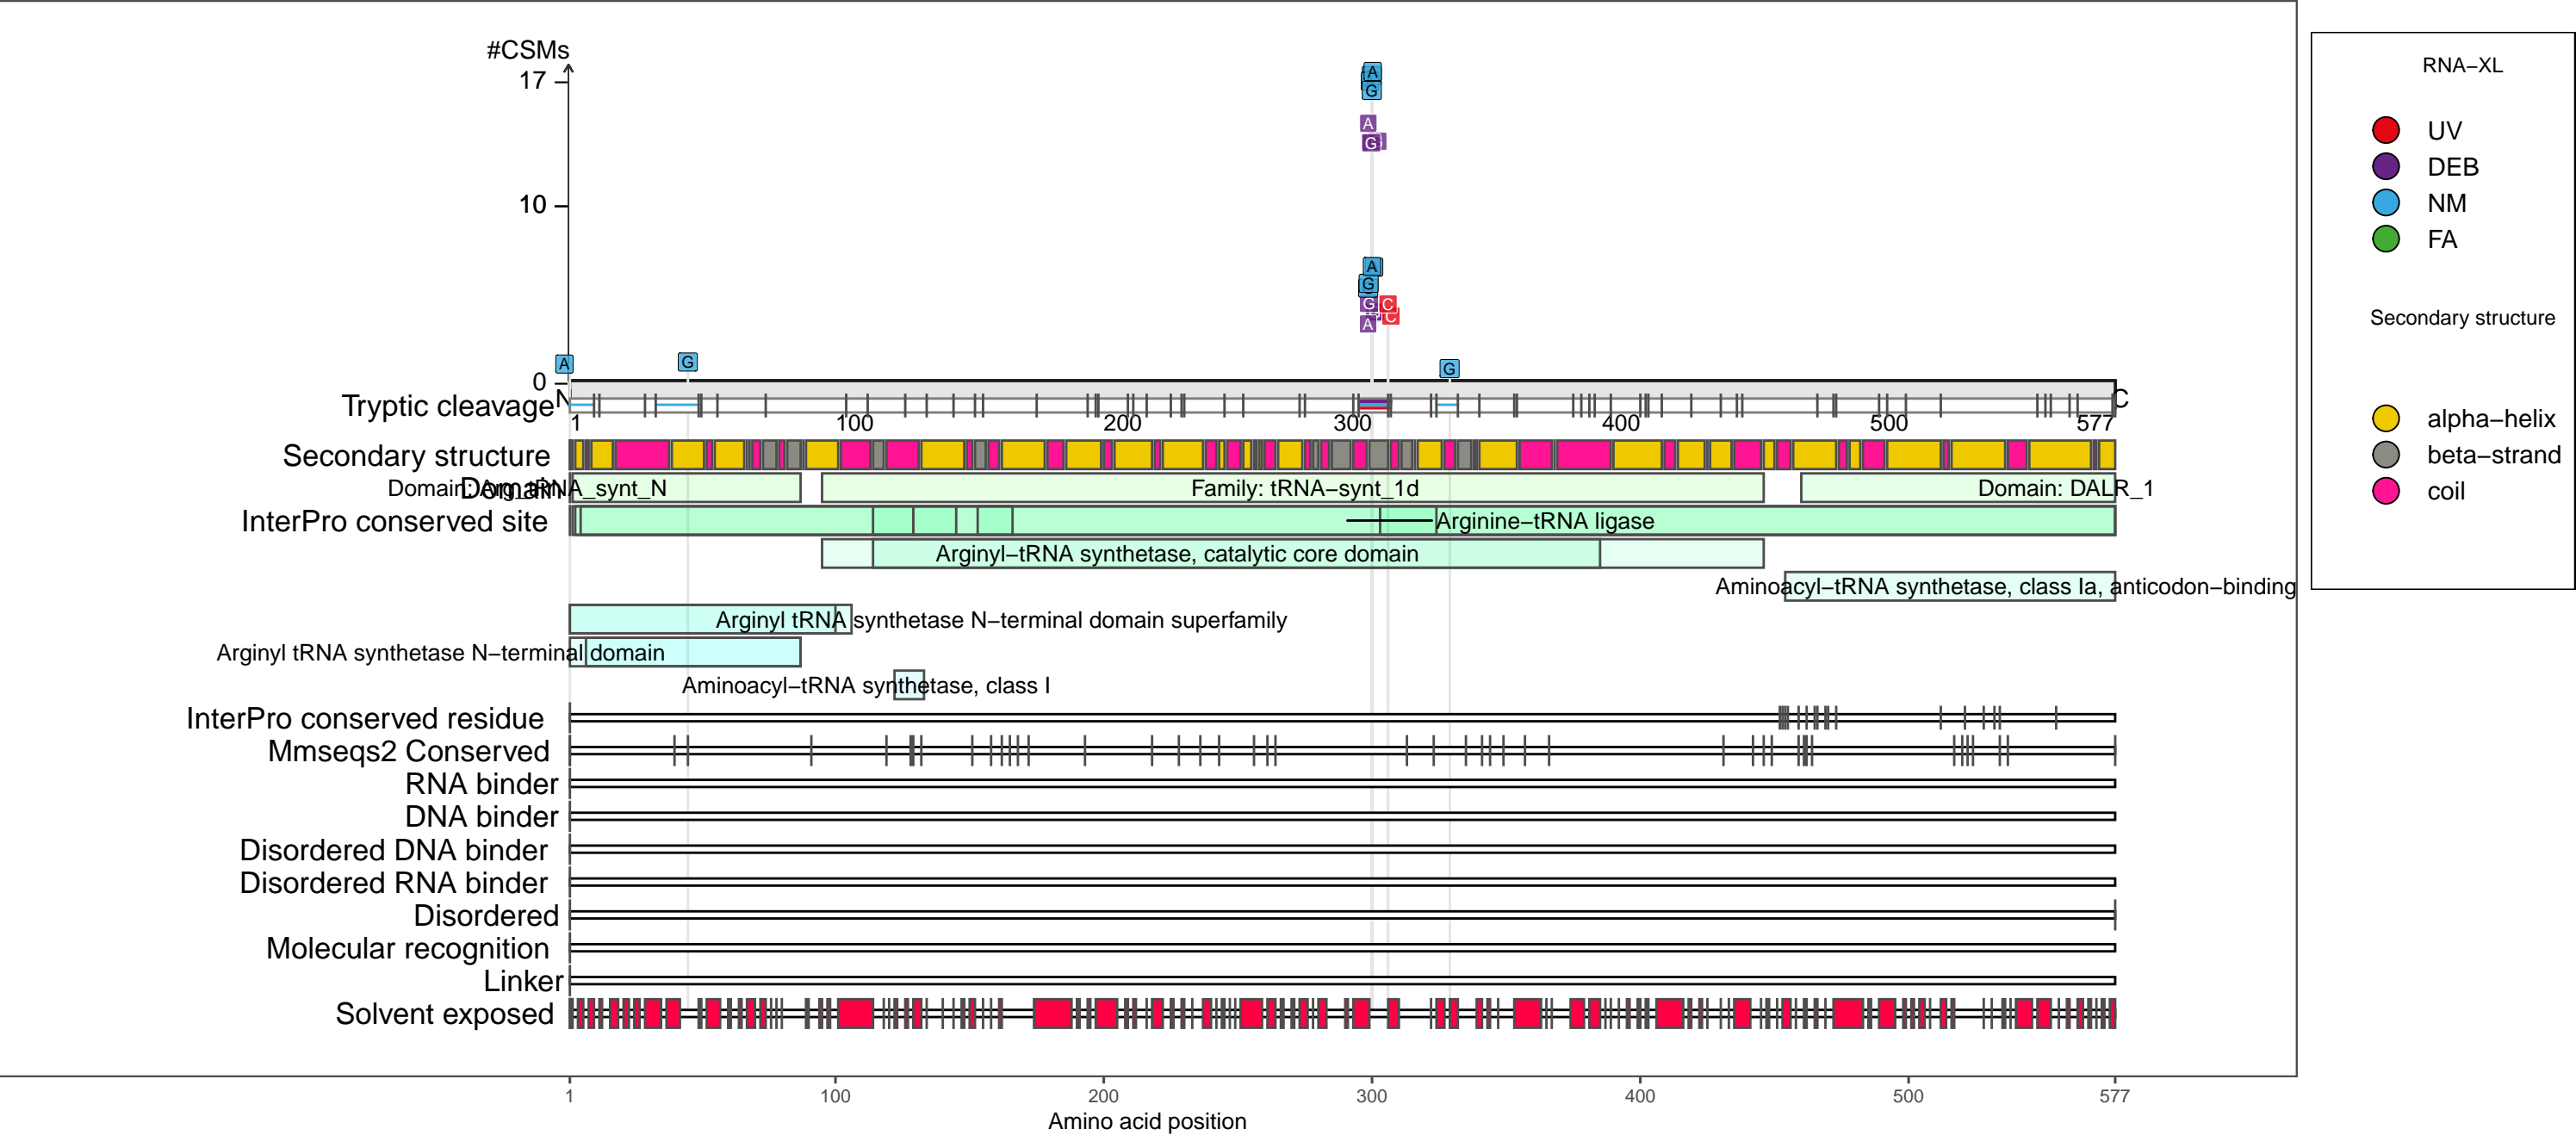 #CSMs
17
10
0
A
G
A
G
A
G
G
A
C
C
A
G
G
Tryptic cleavage
N
C
1
100
200
300
400
500
577
Secondary structure
Domain
Domain: Arg_tRNA_synt_N
Family: tRNA−synt_1d
Domain: DALR_1
InterPro conserved site
Arginine−tRNA ligase
Arginyl−tRNA synthetase, catalytic core domain
Aminoacyl−tRNA synthetase, class Ia, anticodon−binding
Arginyl tRNA synthetase N−terminal domain superfamily
Arginyl tRNA synthetase N−terminal domain
Aminoacyl−tRNA synthetase, class I
InterPro conserved residue
Mmseqs2 Conserved
RNA binder
DNA binder
Disordered DNA binder
Disordered RNA binder
Disordered
Molecular recognition
Linker
Solvent exposed
1
100
200
300
400
500
577
Amino acid position
RNA−XL
UV
DEB
NM
FA
Secondary structure
alpha−helix
beta−strand
coil